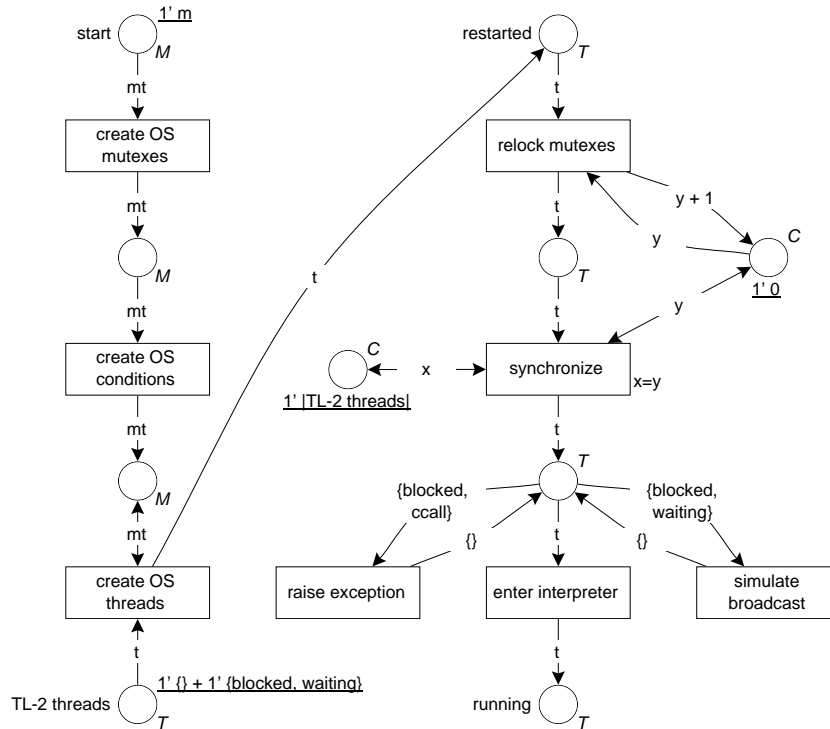 1' m
start
M
mt
create OS
mutexes
mt
M
mt
create OS
conditions
mt
M
mt
create OS
threads
t
1' {} + 1' {blocked, waiting}
TL-2 threads
T
t
restarted
T
t
relock mutexes
y + 1
y
t
C
T
1' 0
y
t
C
x
synchronize
x=y
1' |TL-2 threads|
t
T
{blocked,
ccall}
{blocked,
waiting}
{}
t
{}
raise exception
enter interpreter
simulate
broadcast
t
running
T